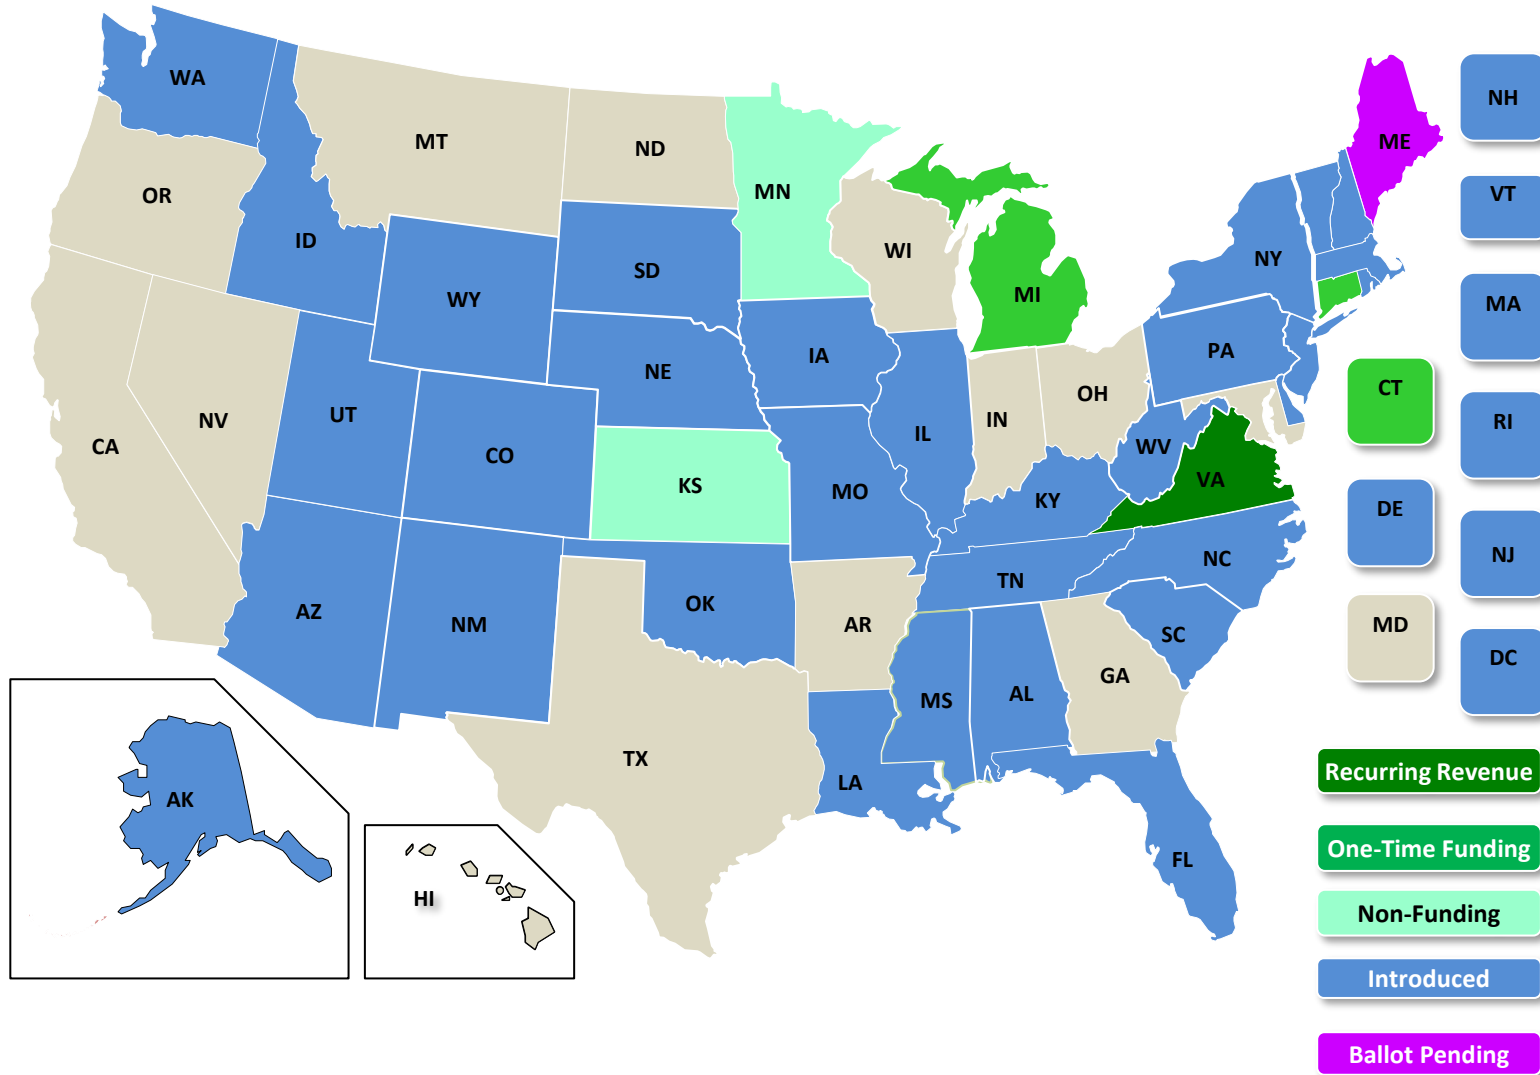 WA
MT
ND
MN
OR
ID
SD
WI
WY
MI
NY
ME
NH
VT
MA
IA
NE
PA
NV
UT
CA
CO
KS
MO
IL
IN
OH
WV
VA
KY
CT
RI
DE
NJ
NC
TN
AZ
NM
OK
AR
SC
MD
DC
MS
AL
GA
TX
LA
AK
HI
FL
Recurring Revenue
One-Time Funding
Non-Funding
Introduced
Ballot Pending